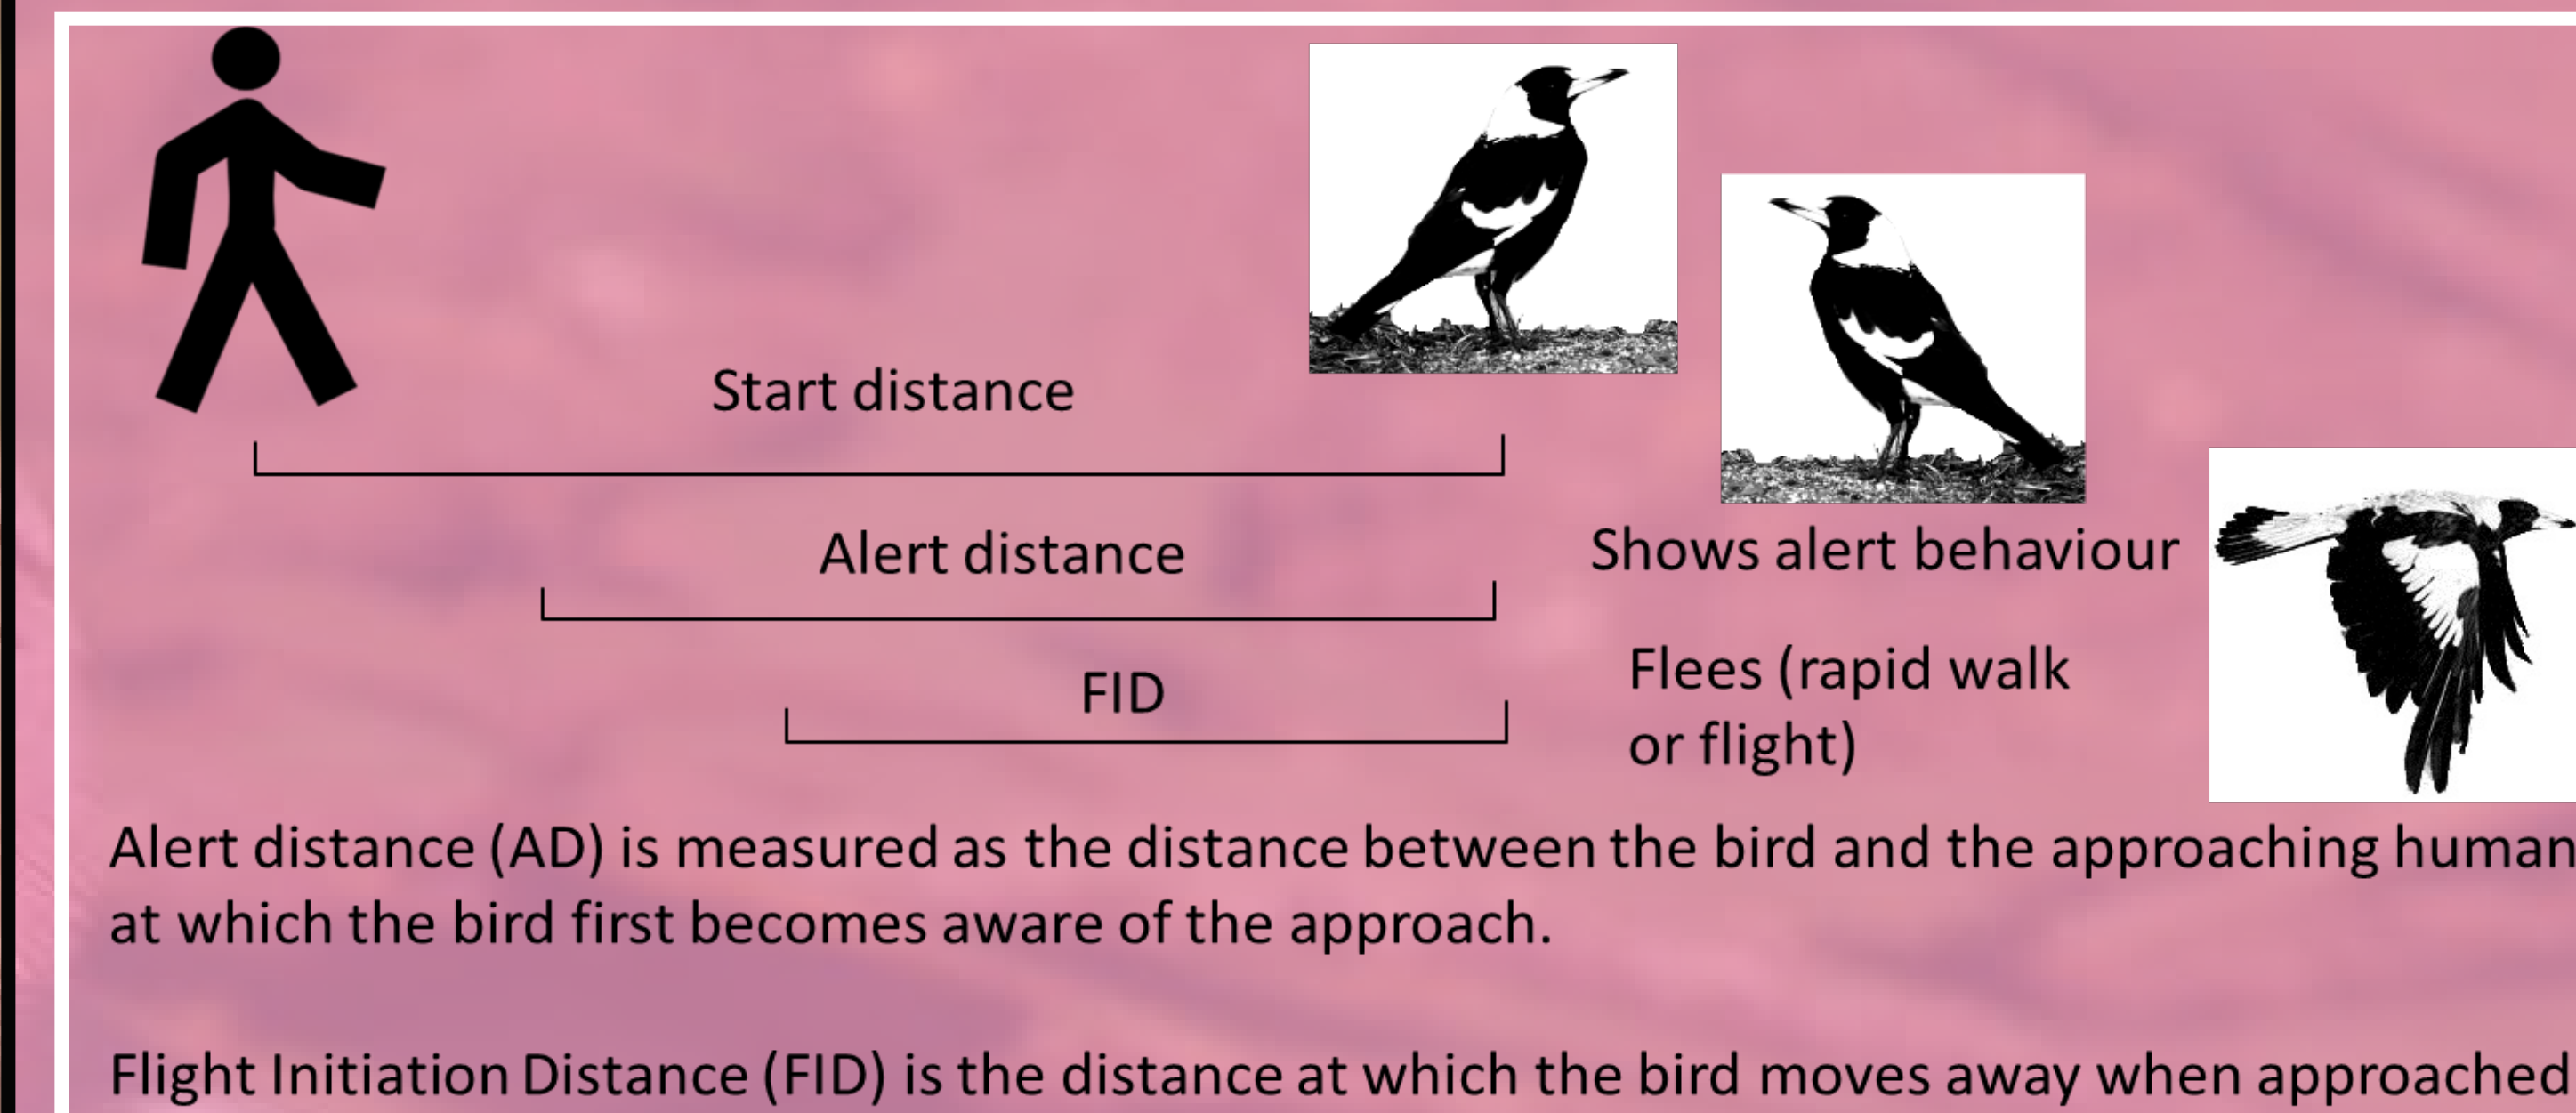 Start distance
Alert distance
Shows alert behaviour
FID
Flees (rapid walk
or flight)
Alert distance (AD) is measured as the distance between the bird and the approaching human
at which the bird first becomes aware of the approach.
Flight Initiation Distance (FID) is the distance at which the bird moves away when approached